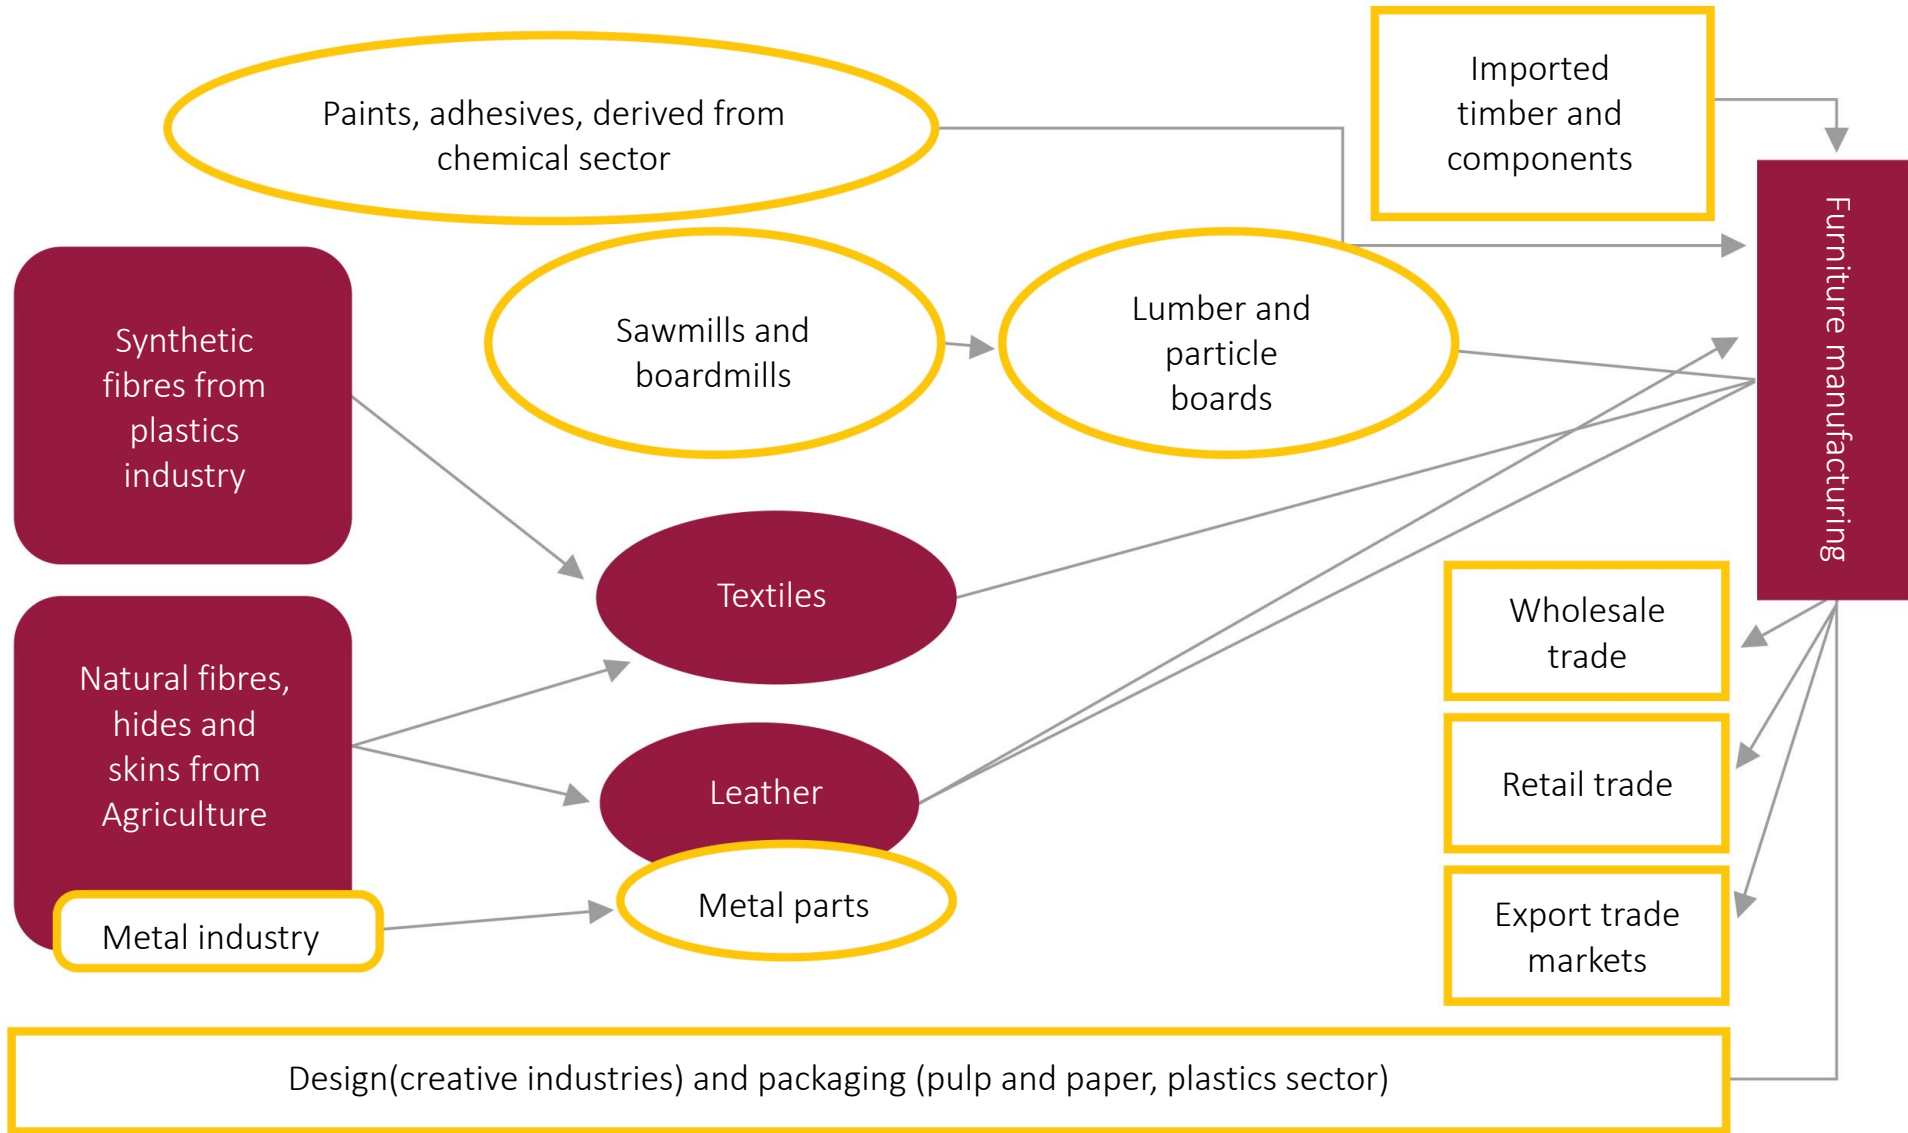 Paints, adhesives, derived from
chemical sector
Imported
timber and
components
Furniture manufacturing
Synthetic
fibres from
plastics
industry
Sawmills and
boardmills
Lumber and
particle
boards
Textiles
Natural fibres,
hides and
skins from
Agriculture
Leather
Metal industry
Metal parts
Wholesale
trade
Retail trade
Export trade
markets
Design(creative industries) and packaging (pulp and paper, plastics sector)